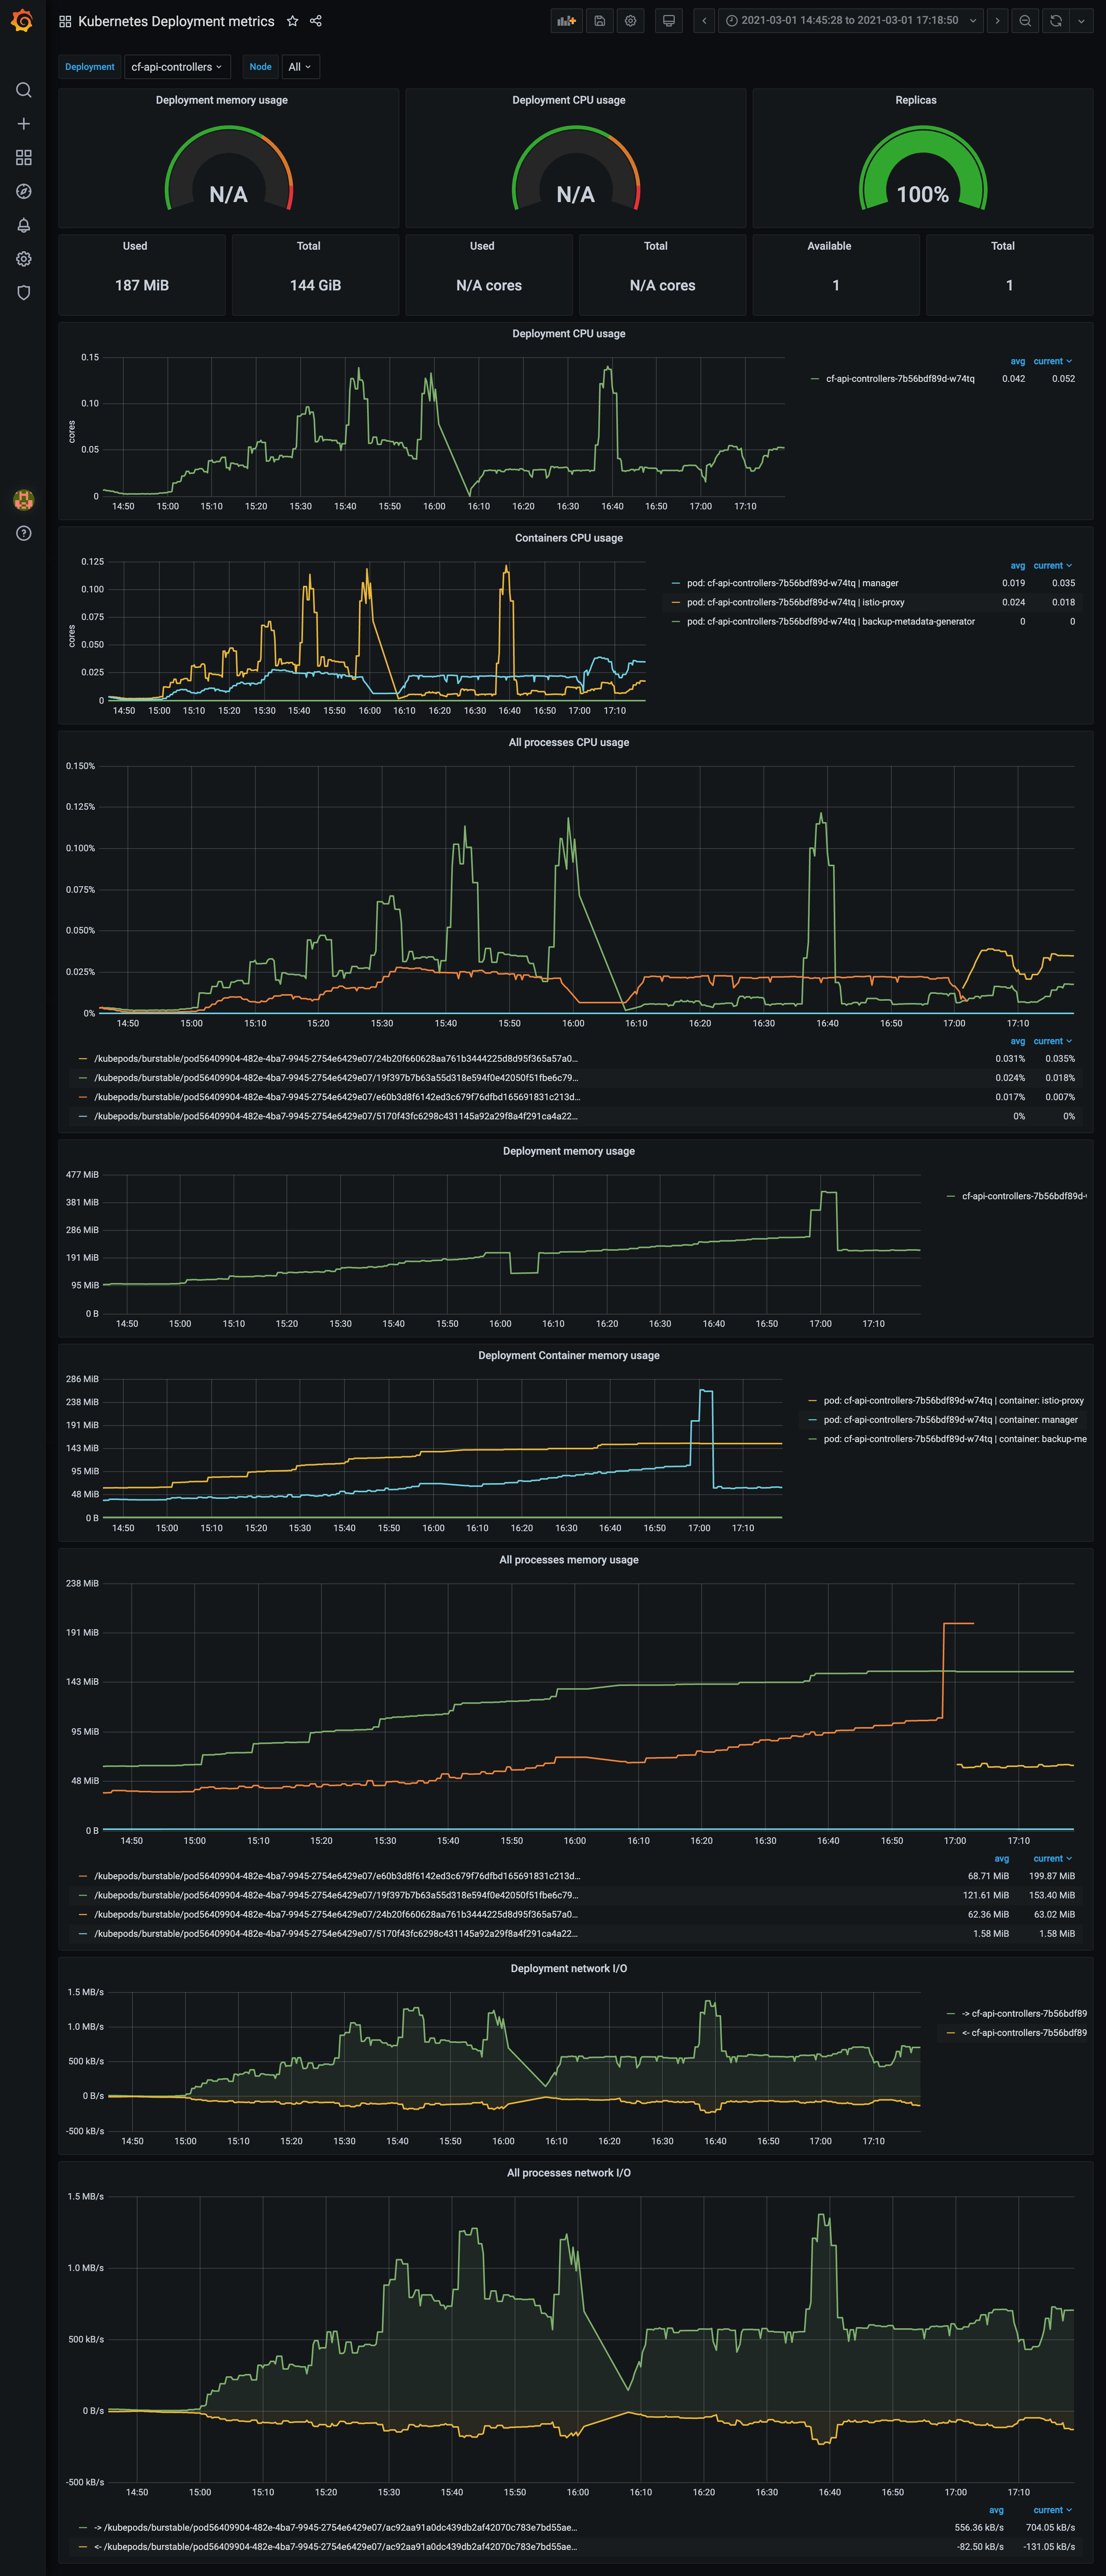 Kubernetes Deployment metrics
2021-03-01 14:45:28 to 2021-03-01 17:18:50
Deployment cf-api-controllers Node All
Deployment memory usage
N/A
Deployment CPU usage
N/A
Replicas
100%
Used
187 MiB
Total
144 GiB
Used
N/A cores
Total
N/A cores
Available
1
Total
1
Deployment CPU usage
cores
0.15
0.10
0.05
0
14:50 15:00 15:10 15:20 15:30 15:40 15:50 16:00 16:10 16:20 16:30 16:40 16:50 17:00 17:10
avg current
cf-api-controllers-7b56bdf89d-w74tq 0.042 0.052
Containers CPU usage
cores
0.125
0.100
0.075
0.050
0.025
0
14:50 15:00 15:10 15:20 15:30 15:40 15:50 16:00 16:10 16:20 16:30 16:40 16:50 17:00 17:10
avg current
pod: cf-api-controllers-7b56bdf89d-w74tq | manager 0.019 0.035
pod: cf-api-controllers-7b56bdf89d-w74tq | istio-proxy 0.024 0.018
pod: cf-api-controllers-7b56bdf89d-w74tq | backup-metadata-generator 0 0
All processes CPU usage
0.150%
0.125%
0.100%
0.075%
0.050%
0.025%
0%
14:50 15:00 15:10 15:20 15:30 15:40 15:50 16:00 16:10 16:20 16:30 16:40 16:50 17:00 17:10
avg current
/kubepods/burstable/pod56409904-482e-4ba7-9945-2754e6429e07/24b20f660628aa761b3444225d8d95f365a57a0... 0.031% 0.035%
/kubepods/burstable/pod56409904-482e-4ba7-9945-2754e6429e07/19f397b7b63a55d318e594f0e42050f51fbe6c79... 0.024% 0.018%
/kubepods/burstable/pod56409904-482e-4ba7-9945-2754e6429e07/e60b3d8f6142ed3c679f76dfbd165691831c213d... 0.017% 0.007%
/kubepods/burstable/pod56409904-482e-4ba7-9945-2754e6429e07/5170f43fc6298c431145a92a29f8a4f291ca4a22... 0% 0%
Deployment memory usage
477 MiB
381 MiB
286 MiB
191 MiB
95 MiB
0 B
14:50 15:00 15:10 15:20 15:30 15:40 15:50 16:00 16:10 16:20 16:30 16:40 16:50 17:00 17:10
cf-api-controllers-7b56bdf89d-
Deployment Container memory usage
286 MiB
238 MiB
191 MiB
143 MiB
95 MiB
48 MiB
0 B
14:50 15:00 15:10 15:20 15:30 15:40 15:50 16:00 16:10 16:20 16:30 16:40 16:50 17:00 17:10
pod: cf-api-controllers-7b56bdf89d-w74tq | container: istio-proxy
pod: cf-api-controllers-7b56bdf89d-w74tq | container: manager
pod: cf-api-controllers-7b56bdf89d-w74tq | container: backup-me
All processes memory usage
238 MiB
191 MiB
143 MiB
95 MiB
48 MiB
0 B
14:50 15:00 15:10 15:20 15:30 15:40 15:50 16:00 16:10 16:20 16:30 16:40 16:50 17:00 17:10
avg current
/kubepods/burstable/pod56409904-482e-4ba7-9945-2754e6429e07/e60b3d8f6142ed3c679f76dfbd165691831c213d... 68.71 MiB 199.87 MiB
/kubepods/burstable/pod56409904-482e-4ba7-9945-2754e6429e07/19f397b7b63a55d318e594f0e42050f51fbe6c79... 121.61 MiB 153.40 MiB
/kubepods/burstable/pod56409904-482e-4ba7-9945-2754e6429e07/24b20f660628aa761b3444225d8d95f365a57a0... 62.36 MiB 63.02 MiB
/kubepods/burstable/pod56409904-482e-4ba7-9945-2754e6429e07/5170f43fc6298c431145a92a29f8a4f291ca4a22... 1.58 MiB 1.58 MiB
Deployment network I/O
1.5 MB/s
1.0 MB/s
500 kB/s
0 B/s
-500 kB/s
14:50 15:00 15:10 15:20 15:30 15:40 15:50 16:00 16:10 16:20 16:30 16:40 16:50 17:00 17:10
-> cf-api-controllers-7b56bdf89
<- cf-api-controllers-7b56bdf89
All processes network I/O
1.5 MB/s
1.0 MB/s
500 kB/s
0 B/s
-500 kB/s
14:50 15:00 15:10 15:20 15:30 15:40 15:50 16:00 16:10 16:20 16:30 16:40 16:50 17:00 17:10
avg current
-> /kubepods/burstable/pod56409904-482e-4ba7-9945-2754e6429e07/ac92aa91a0dc439db2af42070c783e7bd55ae... 556.36 kB/s 704.05 kB/s
<- /kubepods/burstable/pod56409904-482e-4ba7-9945-2754e6429e07/ac92aa91a0dc439db2af42070c783e7bd55ae... -82.50 kB/s -131.05 kB/s